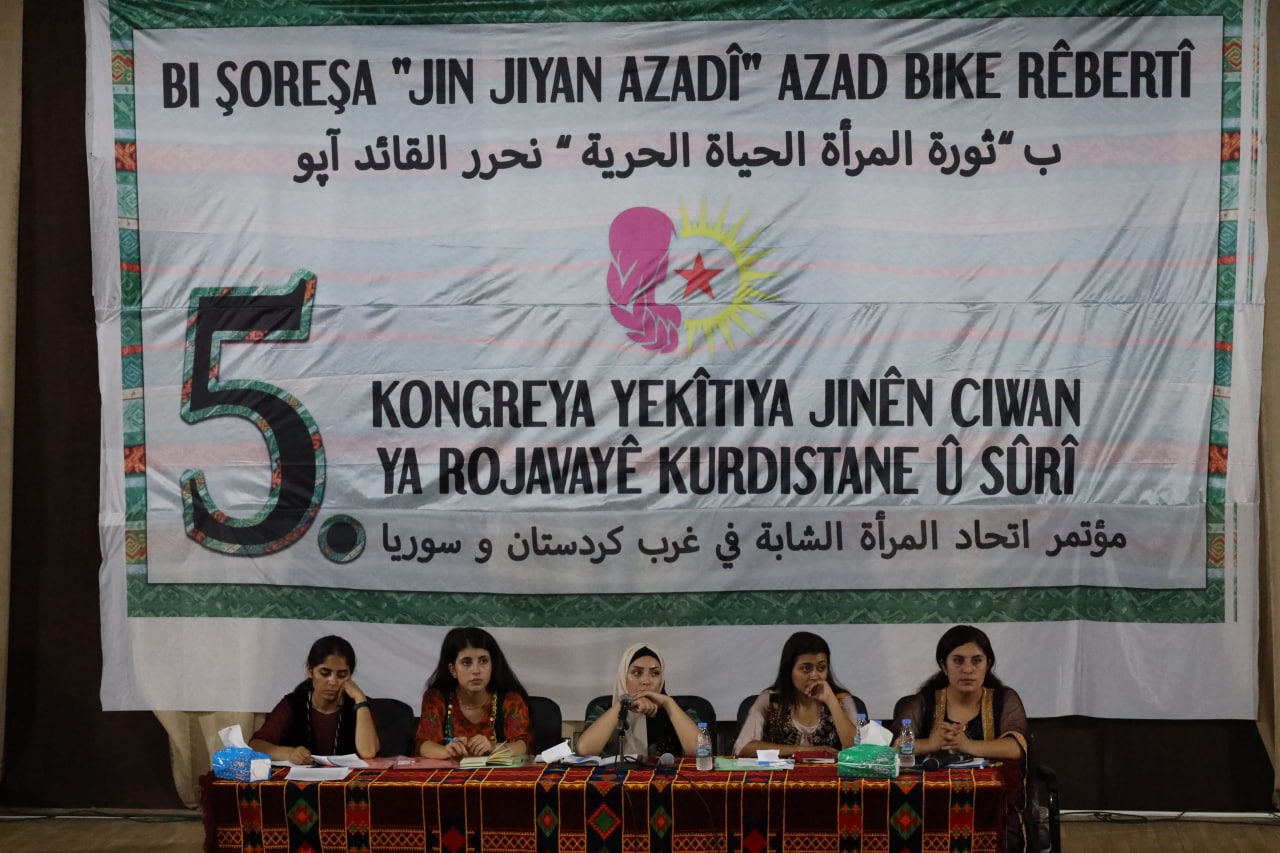 BI ŞOREŞA "JIN JIYAN AZADÎ" AZAD BIKE RÊBERTÎ
ب “ثورة المرأة الحياة الحرية “ نحرر القائد آپو
5.
KONGREYA YEKÎTIYA JINÊN CIWAN
YA ROJAVAYÊ KURDISTANE Û SÛRÎ
مؤتمر اتحاد المرأة الشابة في غرب كردستان و سوريا